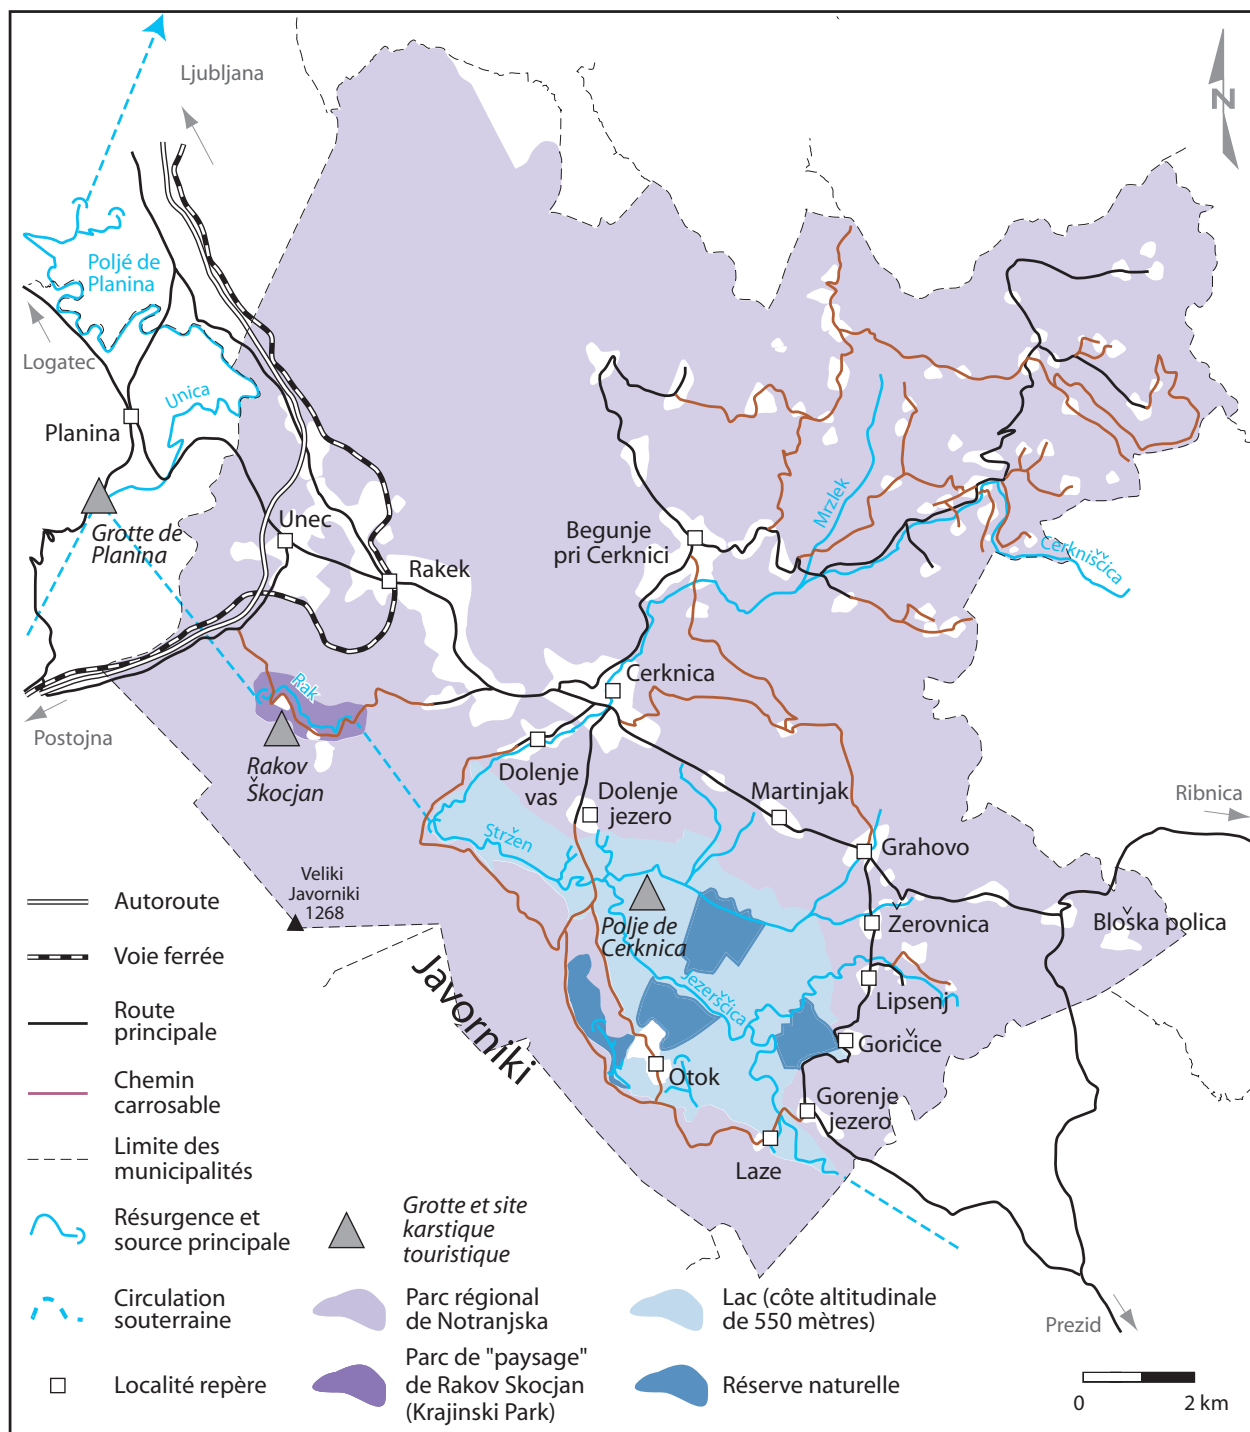 Ljubljana
N
Poljé de
Planina
Logatec
Unica
Planina
Grotte de
Planina
Unec
Rakek
Begunje
pri Cerknici
Mrzlek
Cerkniščica
Rak
Cerknica
Postojna
Rakov
Škocjan
Dolenje
vas
Dolenje
jezero
Martinjak
Ribnica
Stržen
Grahovo
Veliki
Javorniki
1268
Polje de
Cerknica
Žerovnica
Bloška polica
Jezerščica
Lipsenj
Javorniki
Goričice
Otok
Gorenje
jezero
Laze
Prezid
Autoroute
Voie ferrée
Route
principale
Chemin
carrosable
Limite des
municipalités
Résurgence et
source principale
Circulation
souterraine
Localité repère
Grotte et site
karstique
touristique
Parc régional
de Notranjska
Parc de "paysage"
de Rakov Skocjan
(Krajinski Park)
Lac (côte altitudinale
de 550 mètres)
Réserve naturelle
0 2 km